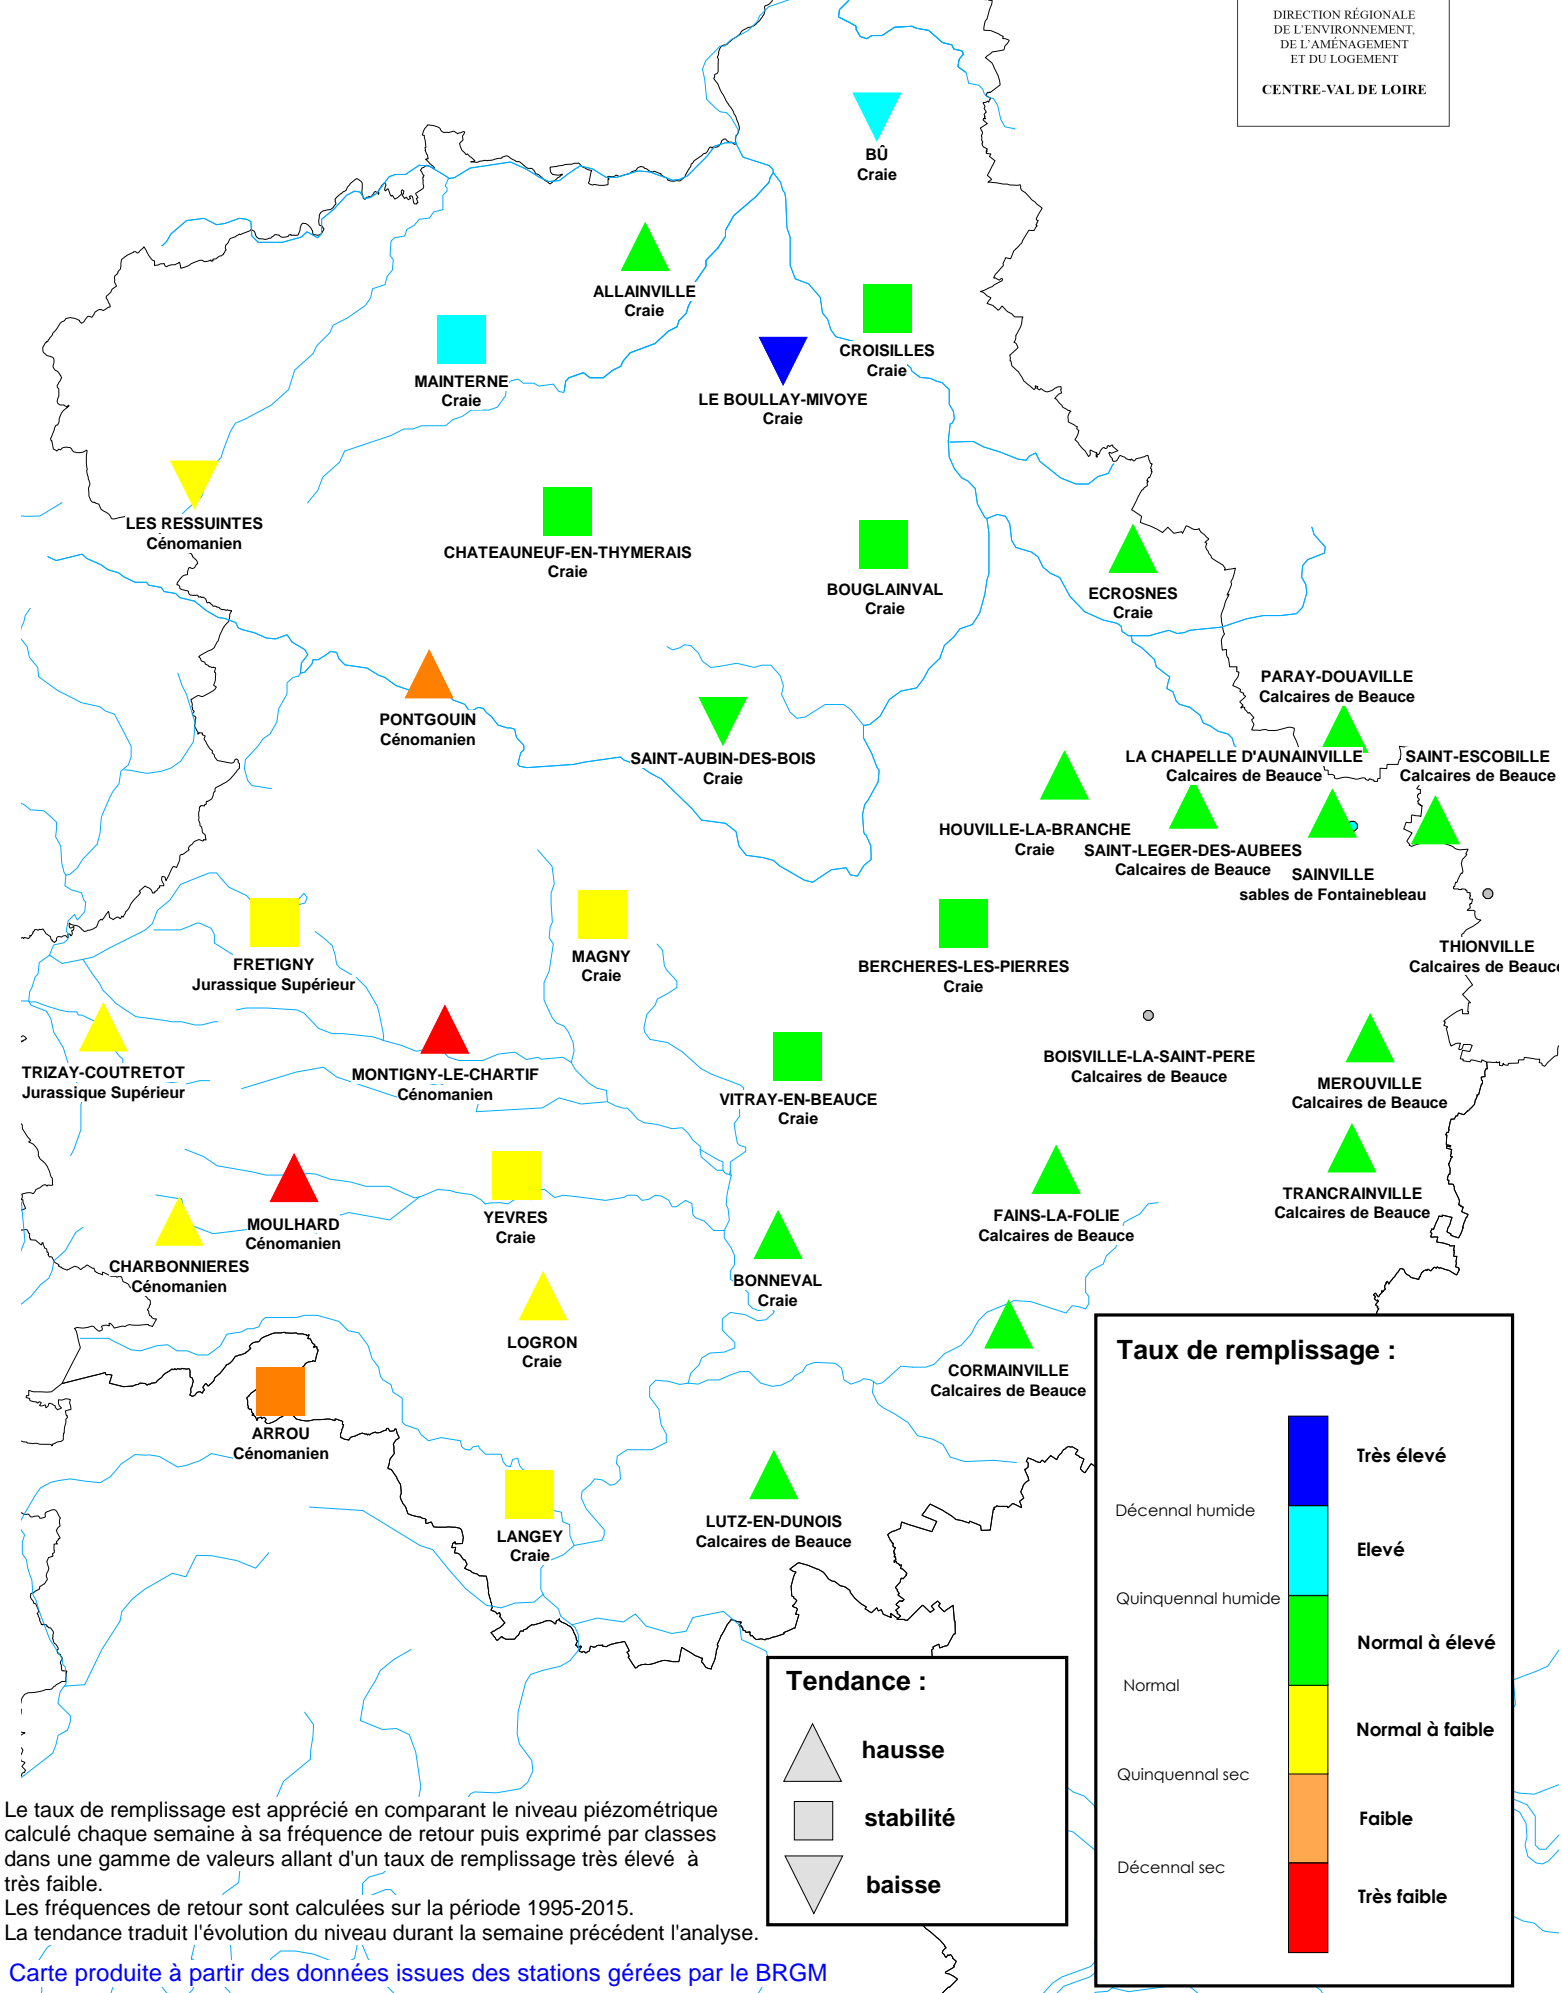 DIRECTION RÉGIONALE
DE L'ENVIRONNEMENT,
DE L'AMÉNAGEMENT
ET DU LOGEMENT
CENTRE-VAL DE LOIRE
BÛ
Craie
ALLAINVILLE
Craie
CROISILLES
Craie
MAINTERNE
Craie
LE BOULLAY-MIVOYE
Craie
LES RESSUINTES
Cénomanien
CHATEAUNEUF-EN-THYMERAIS
Craie
BOUGLAINVAL
Craie
ECROSNES
Craie
PARAY-DOUAVILLE
Calcaires de Beauce
PONTGOUIN
Cénomanien
SAINT-AUBIN-DES-BOIS
Craie
LA CHAPELLE D'AUNAINVILLE
Calcaires de Beauce
SAINT-ESCOBILLE
Calcaires de Beauce
HOUVILLE-LA-BRANCHE
Craie
SAINT-LEGER-DES-AUBEES
Calcaires de Beauce
SAINVILLE
sables de Fontainebleau
FRETIGNY
Jurassique Supérieur
MAGNY
Craie
BERCHERES-LES-PIERRES
Craie
THIONVILLE
Calcaires de Beauce
TRIZAY-COUTRETOT
Jurassique Supérieur
MONTIGNY-LE-CHARTIF
Cénomanien
VITRAY-EN-BEAUCE
Craie
BOISVILLE-LA-SAINT-PERE
Calcaires de Beauce
MEROUVILLE
Calcaires de Beauce
MOULHARD
Cénomanien
YEVRES
Craie
FAINS-LA-FOLIE
Calcaires de Beauce
TRANCRAINVILLE
Calcaires de Beauce
CHARBONNIERES
Cénomanien
BONNEVAL
Craie
LOGRON
Craie
CORMAINVILLE
Calcaires de Beauce
ARROU
Cénomanien
LANGEY
Craie
LUTZ-EN-DUNOIS
Calcaires de Beauce
Taux de remplissage :
Très élevé
Décennal humide
Elevé
Quinquennal humide
Normal à élevé
Normal
Normal à faible
Quinquennal sec
Faible
Décennal sec
Très faible
Tendance :
hausse
stabilité
baisse
Le taux de remplissage est apprécié en comparant le niveau piézométrique
calculé chaque semaine à sa fréquence de retour puis exprimé par classes
dans une gamme de valeurs allant d'un taux de remplissage très élevé à
très faible.
Les fréquences de retour sont calculées sur la période 1995-2015.
La tendance traduit l'évolution du niveau durant la semaine précédent l'analyse.
Carte produite à partir des données issues des stations gérées par le BRGM